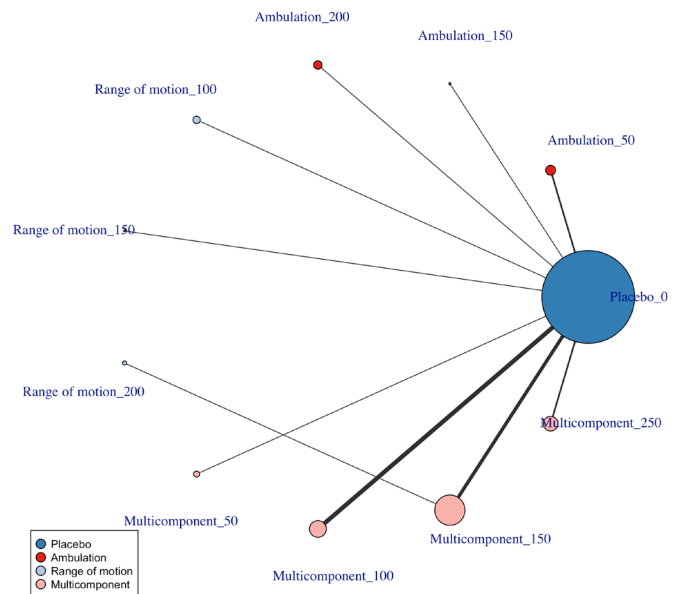 Ambulation_200
Ambulation_150
Range of motion_100
Ambulation_50
Range of motion_150
Placebo_0
Range of motion_200
Multicomponent_250
Multicomponent_50
Multicomponent_150
Multicomponent_100
Placebo
Ambulation
Range of motion
Multicomponent